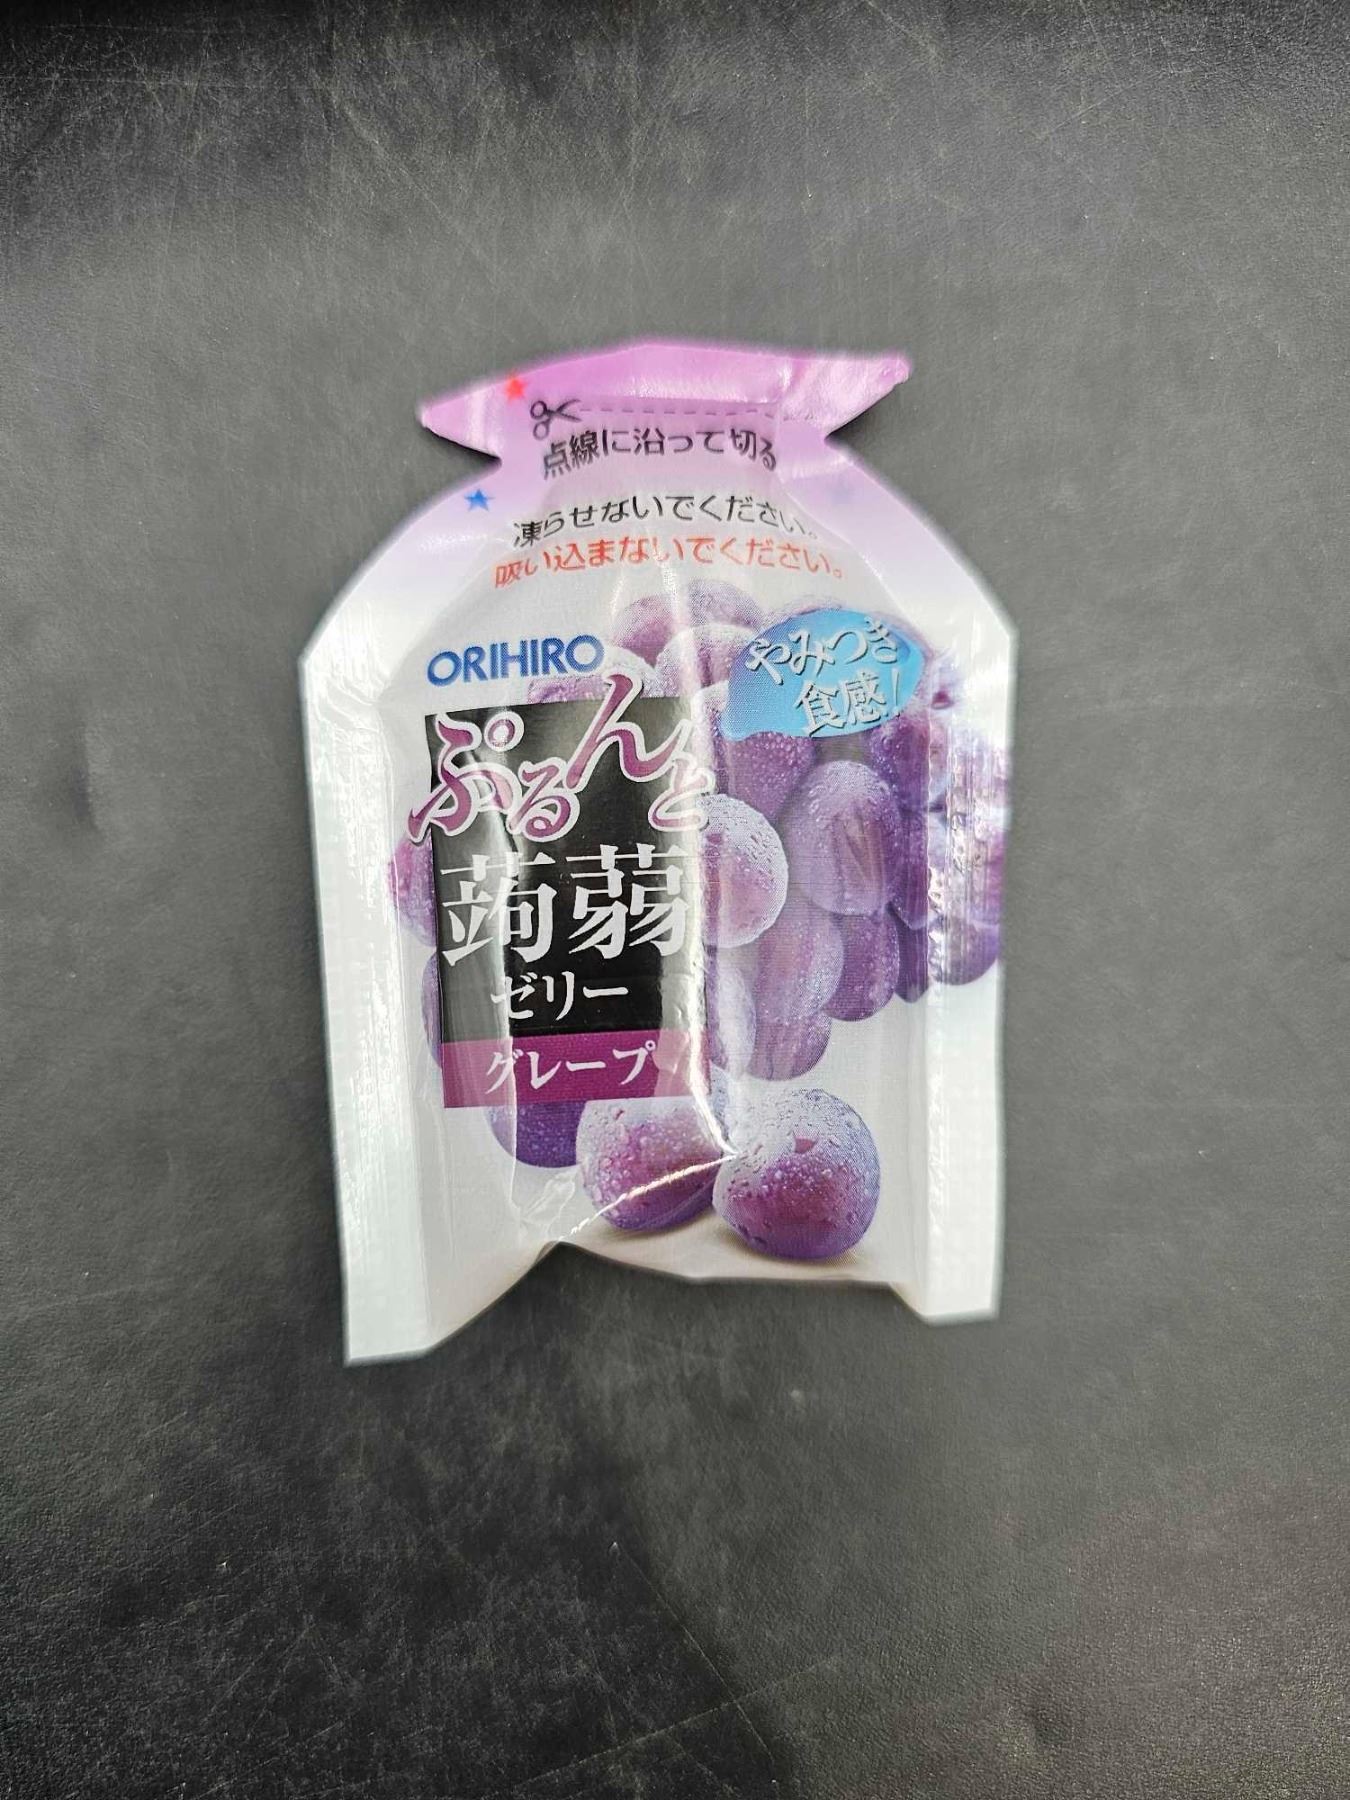 点線に沿って切る
凍らせないでください。
吸い込まないでください。
ORIHIRO
やみつき
食感!
ぷるんと
蒟蒻
ゼリー
グレープ